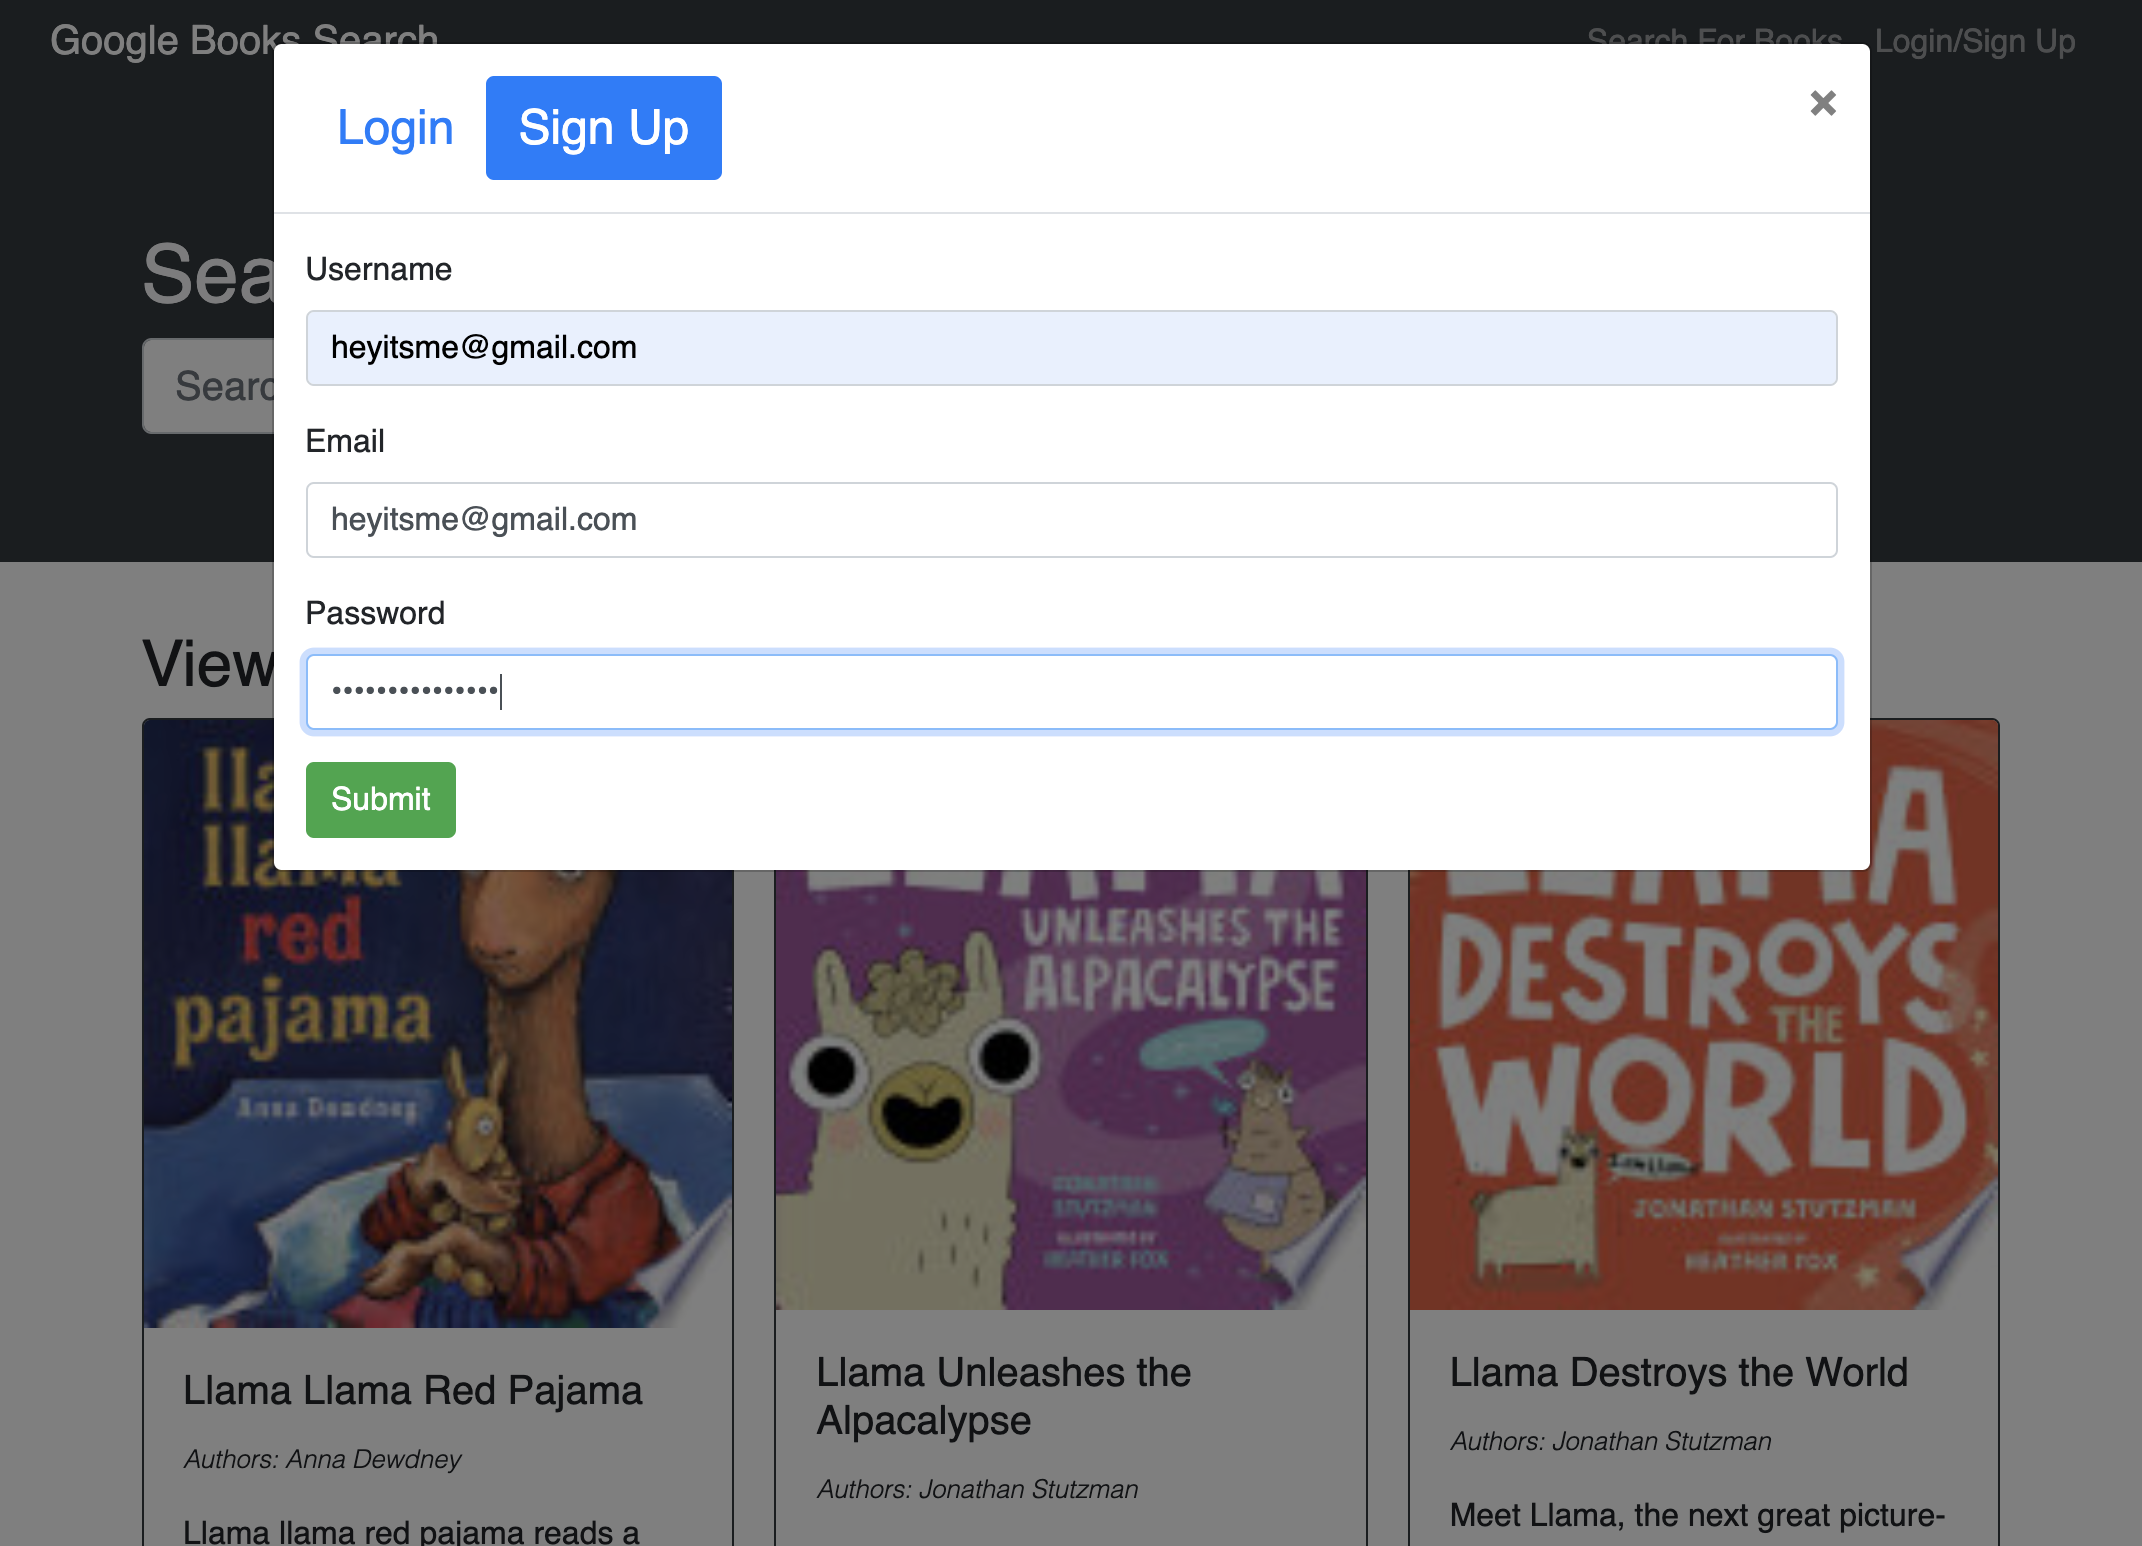 Google Books Search
Search For Books
Login/Sign Up
Login
Sign Up
×
Sea
Username
heyitsme@gmail.com
Searc
Email
heyitsme@gmail.com
Password
•••••••••••••••
View
Submit
lla
llama
red
pajama
Anna Dewdney
LLAMA
UNLEASHES THE
ALPACALYPSE
JONATHAN
STUTZMAN
ILLUSTRATED BY
HEATHER FOX
LLAMA
DESTROYS
THE
WORLD
JONATHAN STUTZMAN
HEATHER FOX
Llama Llama Red Pajama
Authors: Anna Dewdney
Llama llama red pajama reads a
Llama Unleashes the
Alpacalypse
Authors: Jonathan Stutzman
Llama Destroys the World
Authors: Jonathan Stutzman
Meet Llama, the next great picture-